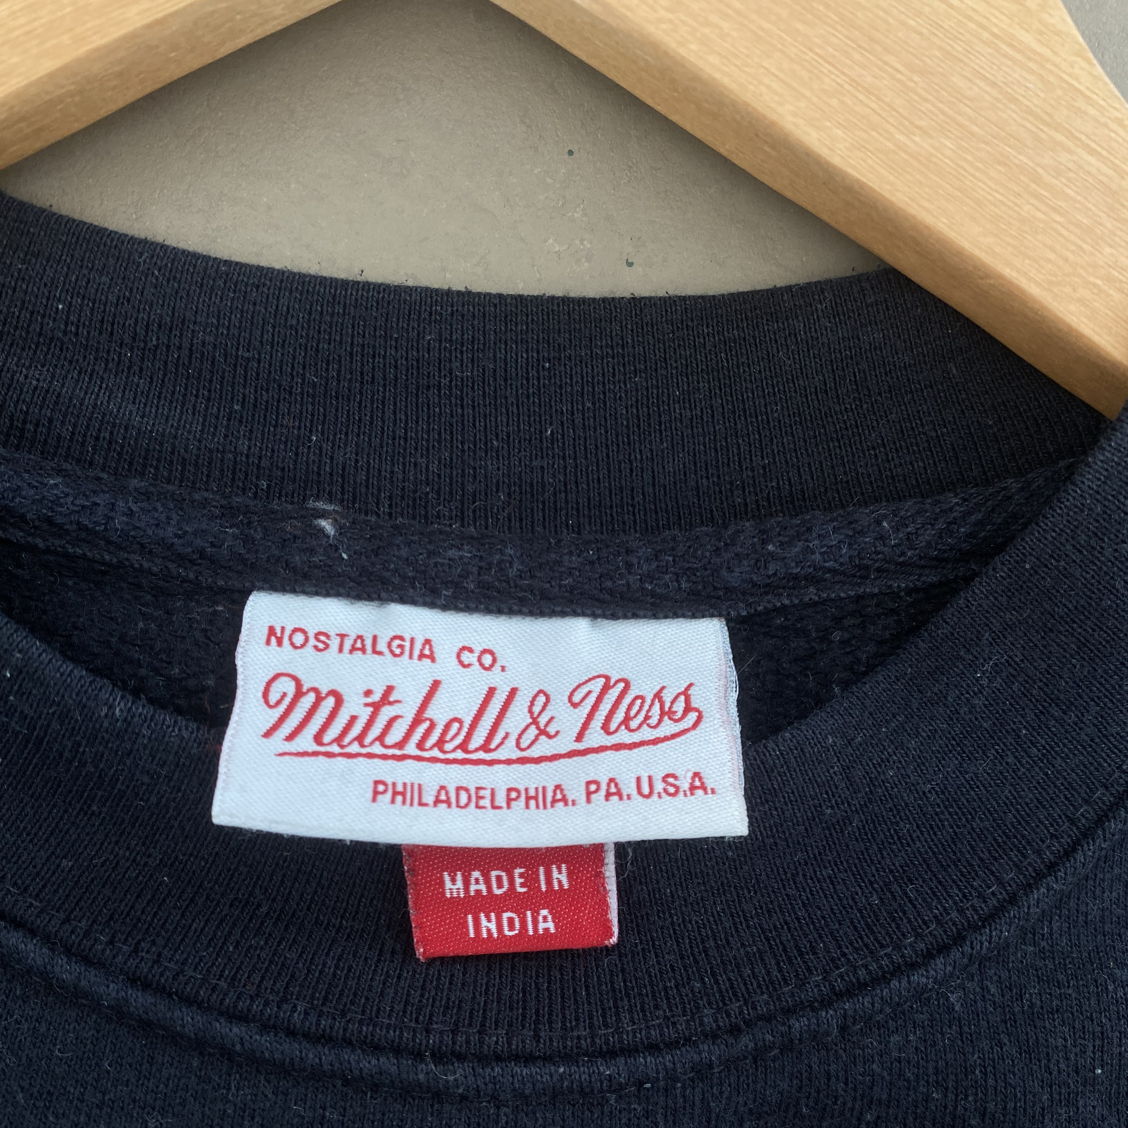 NOSTALGIA CO.
Mitchell & Ness
PHILADELPHIA, PA. U.S.A.
MADE IN
INDIA